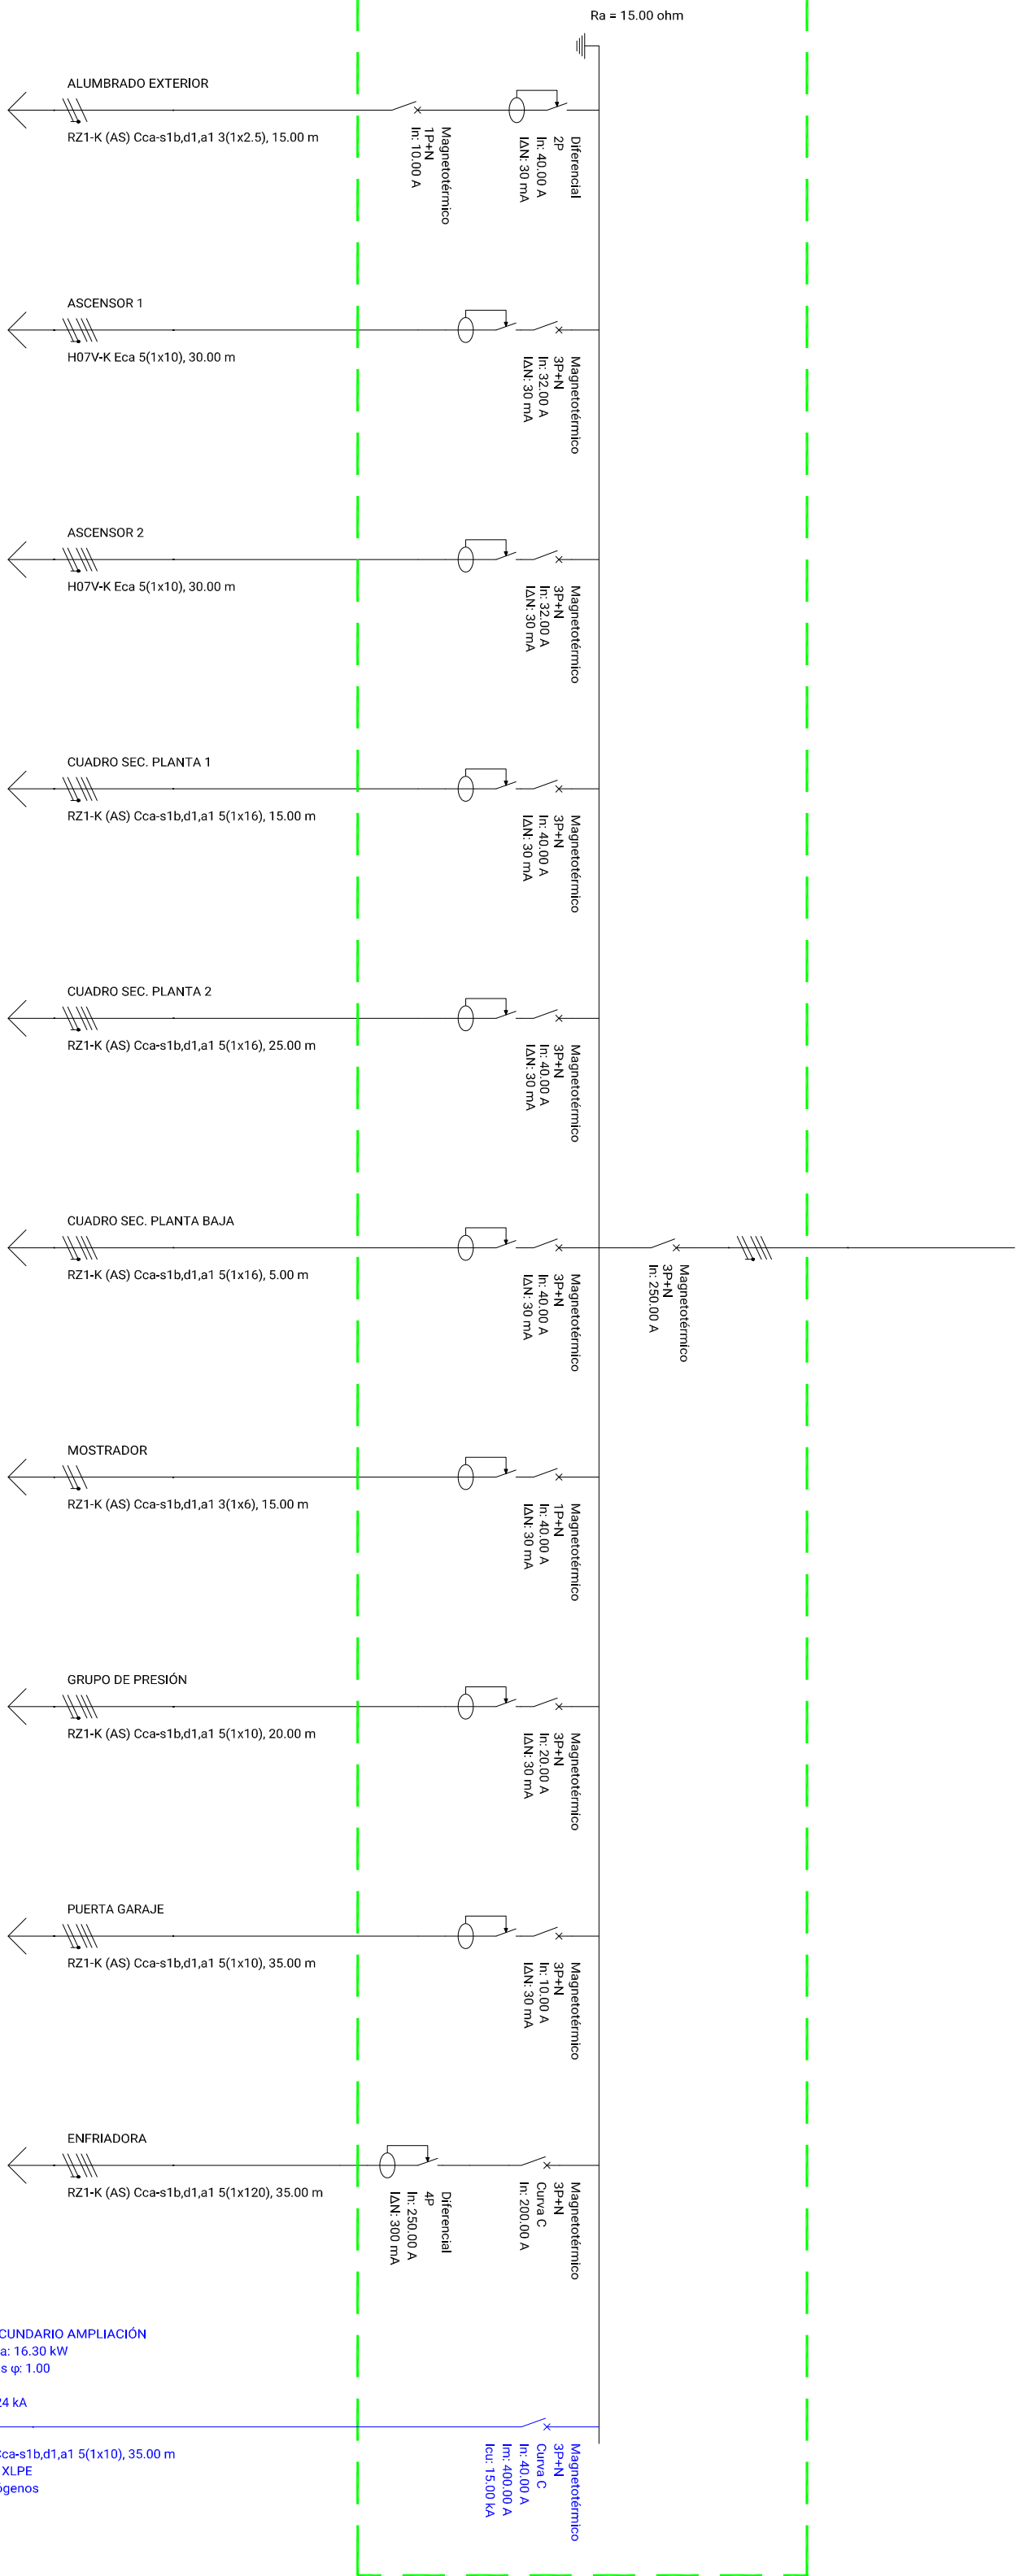 Ra = 15.00 ohm
ALUMBRADO EXTERIOR
RZ1-K (AS) Cca-s1b,d1,a1 3(1x2.5), 15.00 m
Magnetotérmico
1P+N
In: 10.00 A
Diferencial
2P
In: 40.00 A
IΔN: 30 mA
ASCENSOR 1
H07V-K Eca 5(1x10), 30.00 m
Magnetotérmico
3P+N
In: 32.00 A
IΔN: 30 mA
ASCENSOR 2
H07V-K Eca 5(1x10), 30.00 m
Magnetotérmico
3P+N
In: 32.00 A
IΔN: 30 mA
CUADRO SEC. PLANTA 1
RZ1-K (AS) Cca-s1b,d1,a1 5(1x16), 15.00 m
Magnetotérmico
3P+N
In: 40.00 A
IΔN: 30 mA
CUADRO SEC. PLANTA 2
RZ1-K (AS) Cca-s1b,d1,a1 5(1x16), 25.00 m
Magnetotérmico
3P+N
In: 40.00 A
IΔN: 30 mA
CUADRO SEC. PLANTA BAJA
RZ1-K (AS) Cca-s1b,d1,a1 5(1x16), 5.00 m
Magnetotérmico
3P+N
In: 40.00 A
IΔN: 30 mA
Magnetotérmico
3P+N
In: 250.00 A
MOSTRADOR
RZ1-K (AS) Cca-s1b,d1,a1 3(1x6), 15.00 m
Magnetotérmico
1P+N
In: 40.00 A
IΔN: 30 mA
GRUPO DE PRESIÓN
RZ1-K (AS) Cca-s1b,d1,a1 5(1x10), 20.00 m
Magnetotérmico
3P+N
In: 20.00 A
IΔN: 30 mA
PUERTA GARAJE
RZ1-K (AS) Cca-s1b,d1,a1 5(1x10), 35.00 m
Magnetotérmico
3P+N
In: 10.00 A
IΔN: 30 mA
ENFRIADORA
RZ1-K (AS) Cca-s1b,d1,a1 5(1x120), 35.00 m
Diferencial
4P
In: 250.00 A
IΔN: 300 mA
Magnetotérmico
3P+N
Curva C
In: 200.00 A
CUNDARIO AMPLIACIÓN
a: 16.30 kW
s φ: 1.00
24 kA
Cca-s1b,d1,a1 5(1x10), 35.00 m
XLPE
ógenos
Magnetotérmico
3P+N
Curva C
In: 40.00 A
Im: 400.00 A
Icu: 15.00 kA